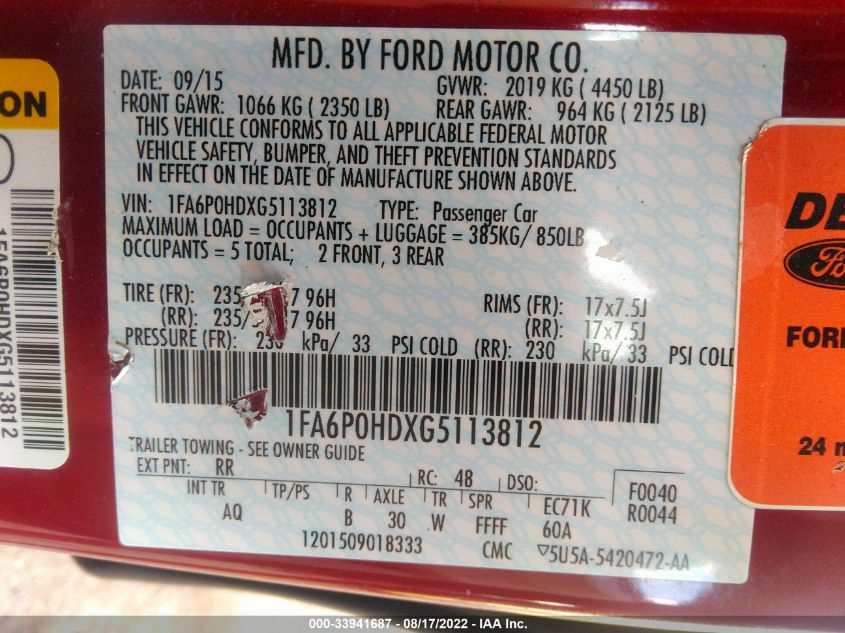 MFD. BY FORD MOTOR CO.
DATE: 09/15 GVWR: 2019 KG ( 4450 LB)
FRONT GAWR: 1066 KG ( 2350 LB) REAR GAWR: 964 KG ( 2125 LB)
THIS VEHICLE CONFORMS TO ALL APPLICABLE FEDERAL MOTOR
VEHICLE SAFETY, BUMPER, AND THEFT PREVENTION STANDARDS
IN EFFECT ON THE DATE OF MANUFACTURE SHOWN ABOVE.
VIN: 1FA6P0HDXG5113812 TYPE: Passenger Car
MAXIMUM LOAD = OCCUPANTS + LUGGAGE = 385KG/ 850LB
OCCUPANTS = 5 TOTAL; 2 FRONT, 3 REAR
TIRE (FR): 235/ 7 96H RIMS (FR): 17x7.5J
(RR): 235/ 7 96H (RR): 17x7.5J
PRESSURE (FR): 230 kPa/ 33 PSI COLD (RR): 230 kPa/ 33 PSI COLD
1FA6P0HDXG5113812
TRAILER TOWING - SEE OWNER GUIDE
EXT PNT: RR RC: 48 DSO:
INT TR TP/PS R AXLE TR SPR EC71K F0040
AQ B 30 W FFFF 60A R0044
1201509018333 CMC ▽5U5A-5420472-AA
ION
1FA6P0HDXG5113812
DE
Ford
FORD
24 m
000-33941687 - 08/17/2022 - IAA Inc.